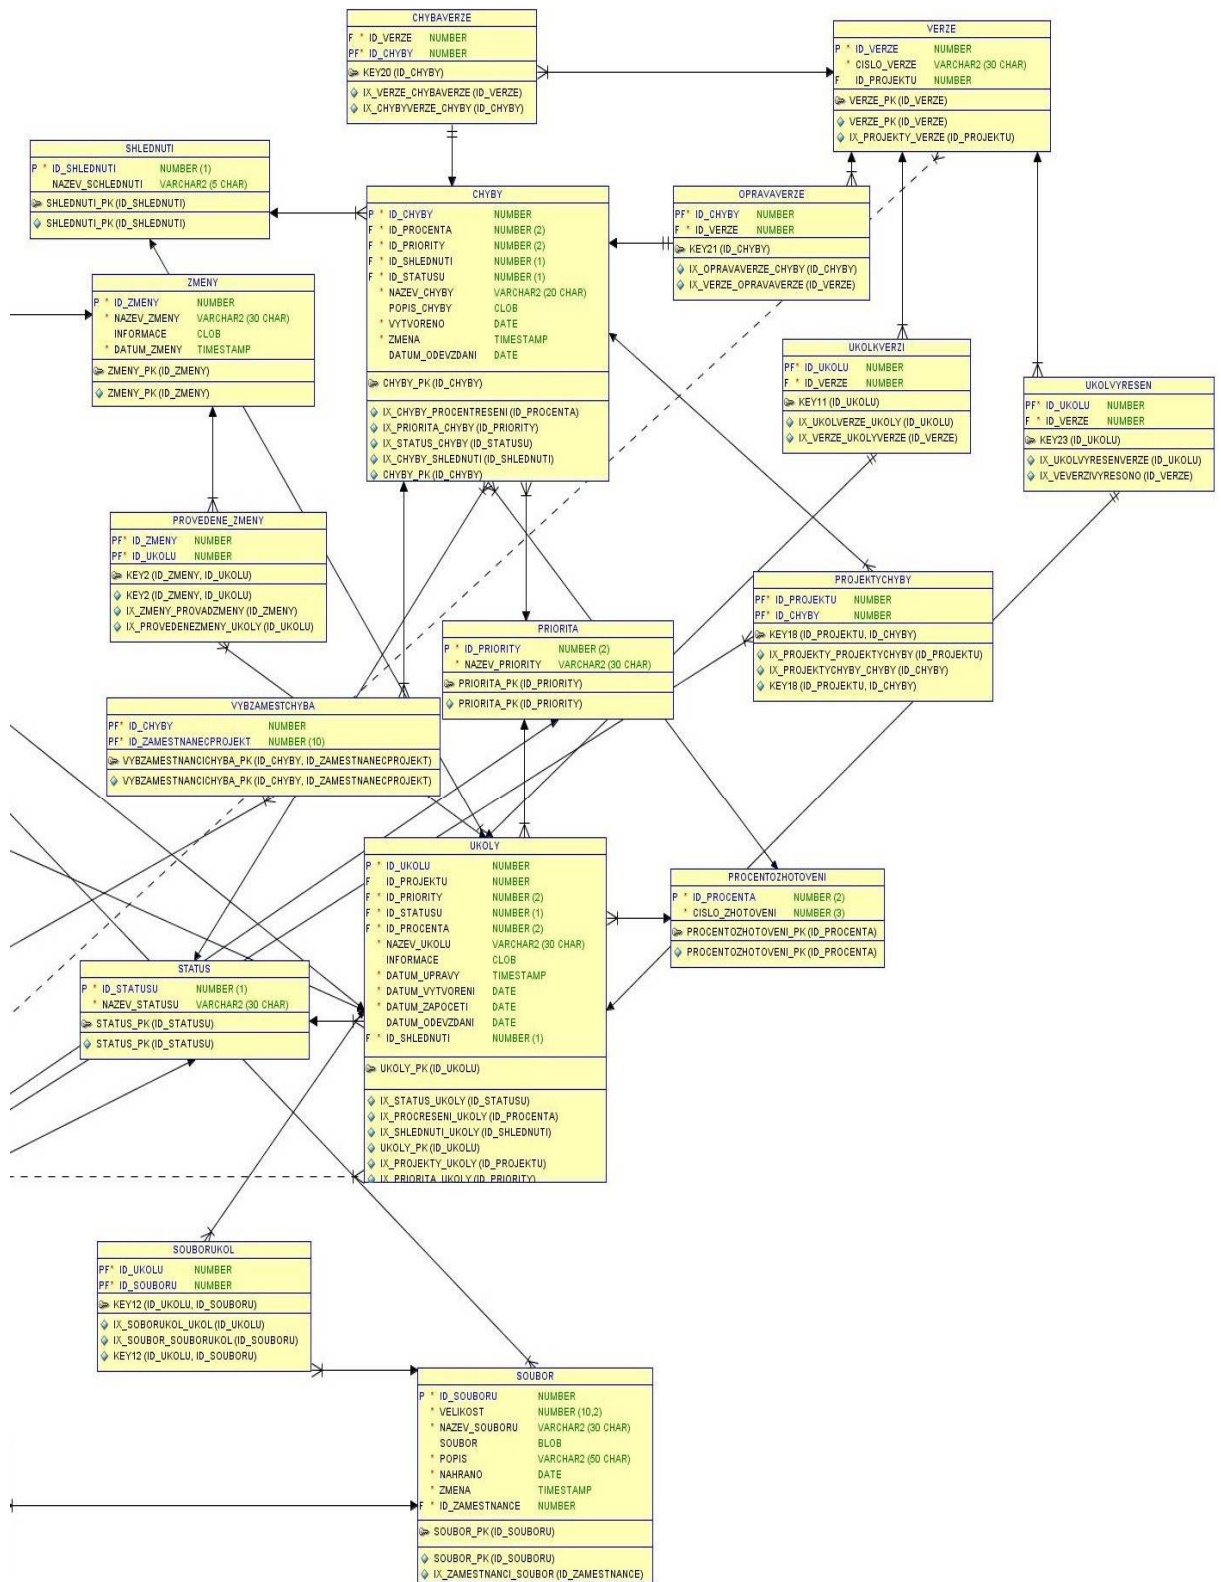 CHYBAVERZE
F * ID_VERZE NUMBER
PF* ID_CHYBY NUMBER
KEY20 (ID_CHYBY)
IX_VERZE_CHYBAVERZE (ID_VERZE)
IX_CHYBYVERZE_CHYBY (ID_CHYBY)
VERZE
P * ID_VERZE NUMBER
* CISLO_VERZE VARCHAR2 (30 CHAR)
F ID_PROJEKTU NUMBER
VERZE_PK (ID_VERZE)
VERZE_PK (ID_VERZE)
IX_PROJEKTY_VERZE (ID_PROJEKTU)
SHLEDNUTI
P * ID_SHLEDNUTI NUMBER (1)
NAZEV_SCHLEDNUTI VARCHAR2 (5 CHAR)
SHLEDNUTI_PK (ID_SHLEDNUTI)
SHLEDNUTI_PK (ID_SHLEDNUTI)
CHYBY
P * ID_CHYBY NUMBER
F * ID_PROCENTA NUMBER (2)
F * ID_PRIORITY NUMBER (2)
F * ID_SHLEDNUTI NUMBER (1)
F * ID_STATUSU NUMBER (1)
* NAZEV_CHYBY VARCHAR2 (20 CHAR)
POPIS_CHYBY CLOB
* VYTVORENO DATE
* ZMENA TIMESTAMP
DATUM_ODEVZDANI DATE
CHYBY_PK (ID_CHYBY)
IX_CHYBY_PROCENTRESENI (ID_PROCENTA)
IX_PRIORITA_CHYBY (ID_PRIORITY)
IX_STATUS_CHYBY (ID_STATUSU)
IX_CHYBY_SHLEDNUTI (ID_SHLEDNUTI)
CHYBY_PK (ID_CHYBY)
OPRAVAVERZE
PF* ID_CHYBY NUMBER
F * ID_VERZE NUMBER
KEY21 (ID_CHYBY)
IX_OPRAVAVERZE_CHYBY (ID_CHYBY)
IX_VERZE_OPRAVAVERZE (ID_VERZE)
ZMENY
P * ID_ZMENY NUMBER
* NAZEV_ZMENY VARCHAR2 (30 CHAR)
INFORMACE CLOB
* DATUM_ZMENY TIMESTAMP
ZMENY_PK (ID_ZMENY)
ZMENY_PK (ID_ZMENY)
UKOLKVERZI
PF* ID_UKOLU NUMBER
F * ID_VERZE NUMBER
KEY11 (ID_UKOLU)
IX_UKOLVERZE_UKOLY (ID_UKOLU)
IX_VERZE_UKOLYVERZE (ID_VERZE)
UKOLVYRESEN
PF* ID_UKOLU NUMBER
F * ID_VERZE NUMBER
KEY23 (ID_UKOLU)
IX_UKOLVYRESENVERZE (ID_UKOLU)
IX_VEVERZIVYRESONO (ID_VERZE)
PROVEDENE_ZMENY
PF* ID_ZMENY NUMBER
PF* ID_UKOLU NUMBER
KEY2 (ID_ZMENY, ID_UKOLU)
KEY2 (ID_ZMENY, ID_UKOLU)
IX_ZMENY_PROVADZMENY (ID_ZMENY)
IX_PROVEDENEZMENY_UKOLY (ID_UKOLU)
PROJEKTYCHYBY
PF* ID_PROJEKTU NUMBER
PF* ID_CHYBY NUMBER
KEY18 (ID_PROJEKTU, ID_CHYBY)
IX_PROJEKTY_PROJEKTYCHYBY (ID_PROJEKTU)
IX_PROJEKTYCHYBY_CHYBY (ID_CHYBY)
KEY18 (ID_PROJEKTU, ID_CHYBY)
PRIORITA
P * ID_PRIORITY NUMBER (2)
* NAZEV_PRIORITY VARCHAR2 (30 CHAR)
PRIORITA_PK (ID_PRIORITY)
PRIORITA_PK (ID_PRIORITY)
VYBZAMESTCHYBA
PF* ID_CHYBY NUMBER
PF* ID_ZAMESTNANECPROJEKT NUMBER (10)
VYBZAMESTNANCICHYBA_PK (ID_CHYBY, ID_ZAMESTNANECPROJEKT)
VYBZAMESTNANCICHYBA_PK (ID_CHYBY, ID_ZAMESTNANECPROJEKT)
UKOLY
P * ID_UKOLU NUMBER
F ID_PROJEKTU NUMBER
F * ID_PRIORITY NUMBER (2)
F * ID_STATUSU NUMBER (1)
F * ID_PROCENTA NUMBER (2)
* NAZEV_UKOLU VARCHAR2 (30 CHAR)
INFORMACE CLOB
* DATUM_UPRAVY TIMESTAMP
* DATUM_VYTVORENI DATE
* DATUM_ZAPOCETI DATE
DATUM_ODEVZDANI DATE
F * ID_SHLEDNUTI NUMBER (1)
UKOLY_PK (ID_UKOLU)
IX_STATUS_UKOLY (ID_STATUSU)
IX_PROCRESENI_UKOLY (ID_PROCENTA)
IX_SHLEDNUTI_UKOLY (ID_SHLEDNUTI)
UKOLY_PK (ID_UKOLU)
IX_PROJEKTY_UKOLY (ID_PROJEKTU)
IX_PRIORITA_UKOLY (ID_PRIORITY)
PROCENTOZHOTOVENI
P * ID_PROCENTA NUMBER (2)
* CISLO_ZHOTOVENI NUMBER (3)
PROCENTOZHOTOVENI_PK (ID_PROCENTA)
PROCENTOZHOTOVENI_PK (ID_PROCENTA)
STATUS
P * ID_STATUSU NUMBER (1)
* NAZEV_STATUSU VARCHAR2 (30 CHAR)
STATUS_PK (ID_STATUSU)
STATUS_PK (ID_STATUSU)
SOUBORUKOL
PF* ID_UKOLU NUMBER
PF* ID_SOUBORU NUMBER
KEY12 (ID_UKOLU, ID_SOUBORU)
IX_SOBORUKOL_UKOL (ID_UKOLU)
IX_SOUBOR_SOUBORUKOL (ID_SOUBORU)
KEY12 (ID_UKOLU, ID_SOUBORU)
SOUBOR
P * ID_SOUBORU NUMBER
* VELIKOST NUMBER (10,2)
* NAZEV_SOUBORU VARCHAR2 (30 CHAR)
SOUBOR BLOB
* POPIS VARCHAR2 (50 CHAR)
* NAHRANO DATE
* ZMENA TIMESTAMP
F * ID_ZAMESTNANCE NUMBER
SOUBOR_PK (ID_SOUBORU)
SOUBOR_PK (ID_SOUBORU)
IX_ZAMESTNANCI_SOUBOR (ID_ZAMESTNANCE)